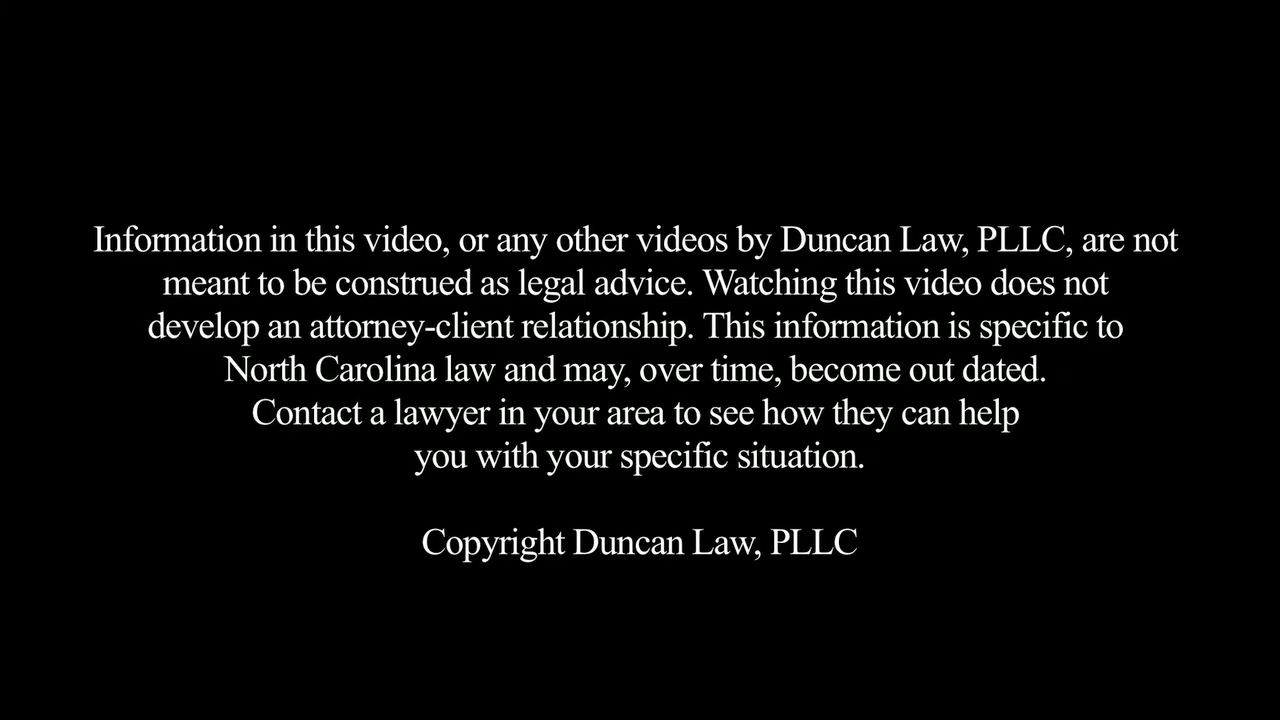 Information in this video, or any other videos by Duncan Law, PLLC, are not
meant to be construed as legal advice. Watching this video does not
develop an attorney-client relationship. This information is specific to
North Carolina law and may, over time, become out dated.
Contact a lawyer in your area to see how they can help
you with your specific situation.
Copyright Duncan Law, PLLC